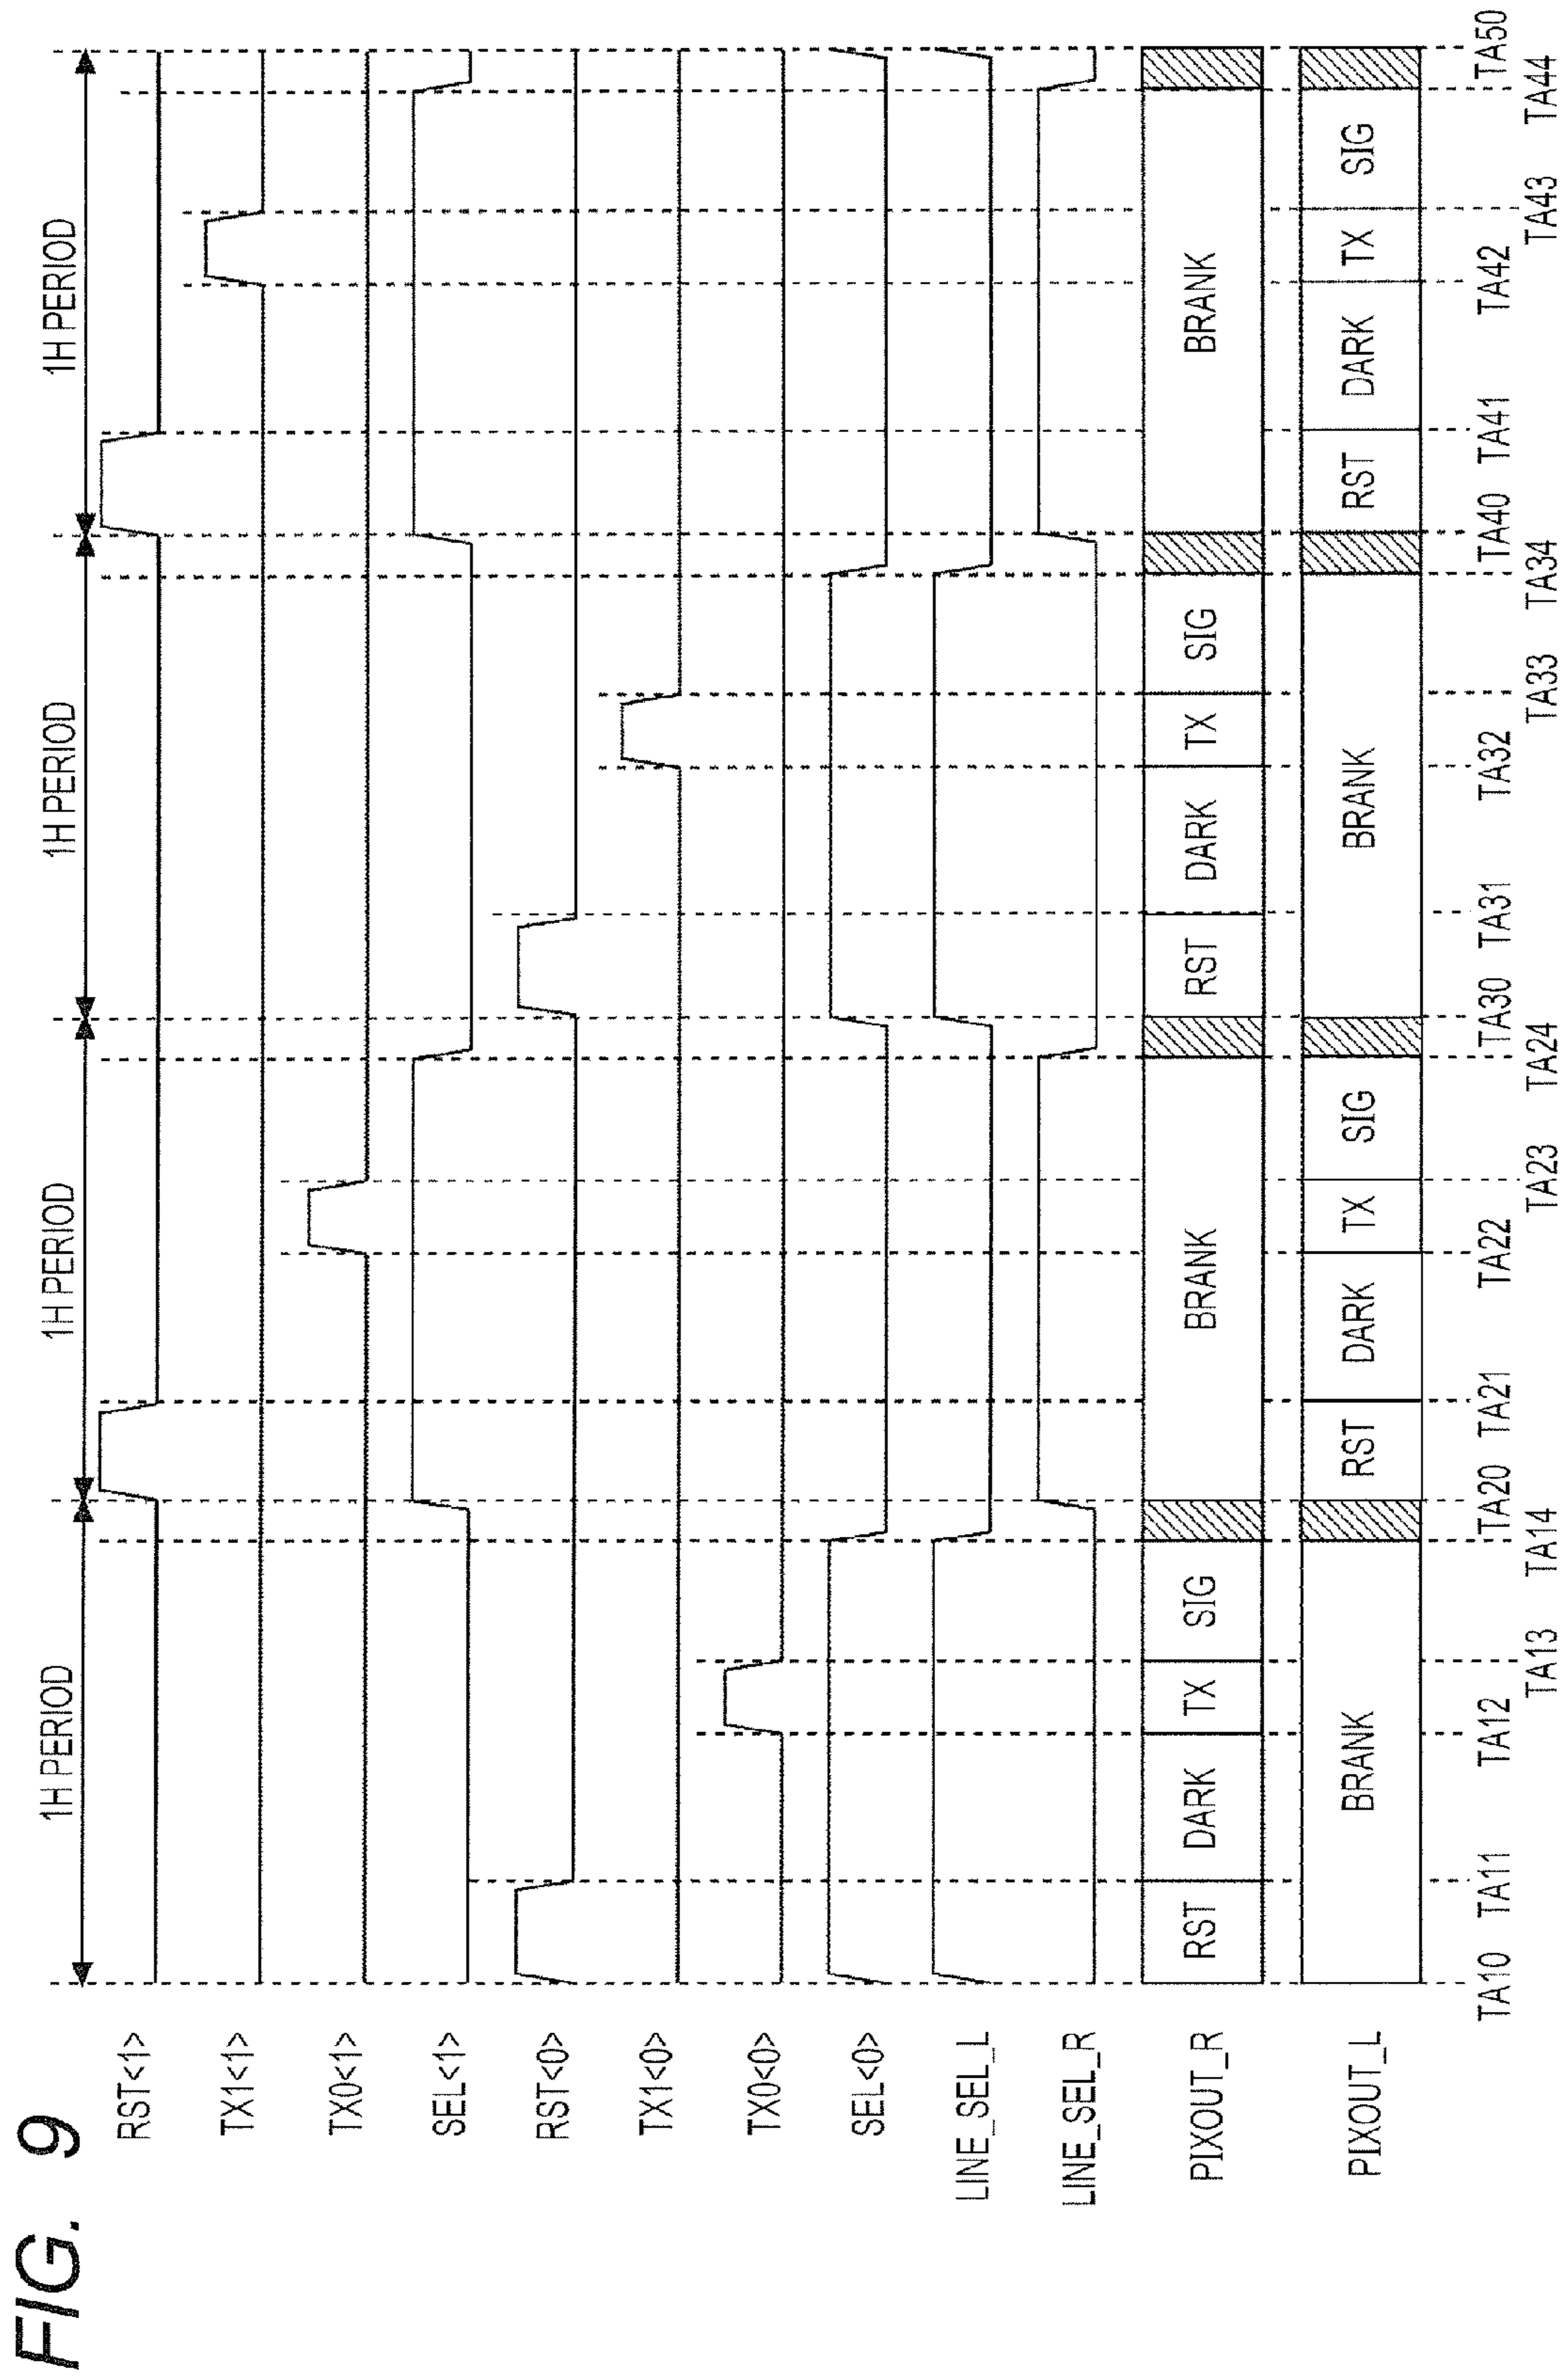 FIG. 9
1H PERIOD 1H PERIOD 1H PERIOD 1H PERIOD
RST<1>
TX1<1>
TX0<1>
SEL<1>
RST<0>
TX1<0>
TX0<0>
SEL<0>
LINE_SEL_L
LINE_SEL_R
PIXOUT_R RST DARK TX SIG BRANK RST DARK TX SIG BRANK
PIXOUT_L BRANK RST DARK TX SIG BRANK RST DARK TX SIG
TA10 TA11 TA12 TA20 TA21 TA22 TA30 TA31 TA32 TA40 TA41 TA42 TA50
TA13 TA14 TA23 TA24 TA33 TA34 TA43 TA44